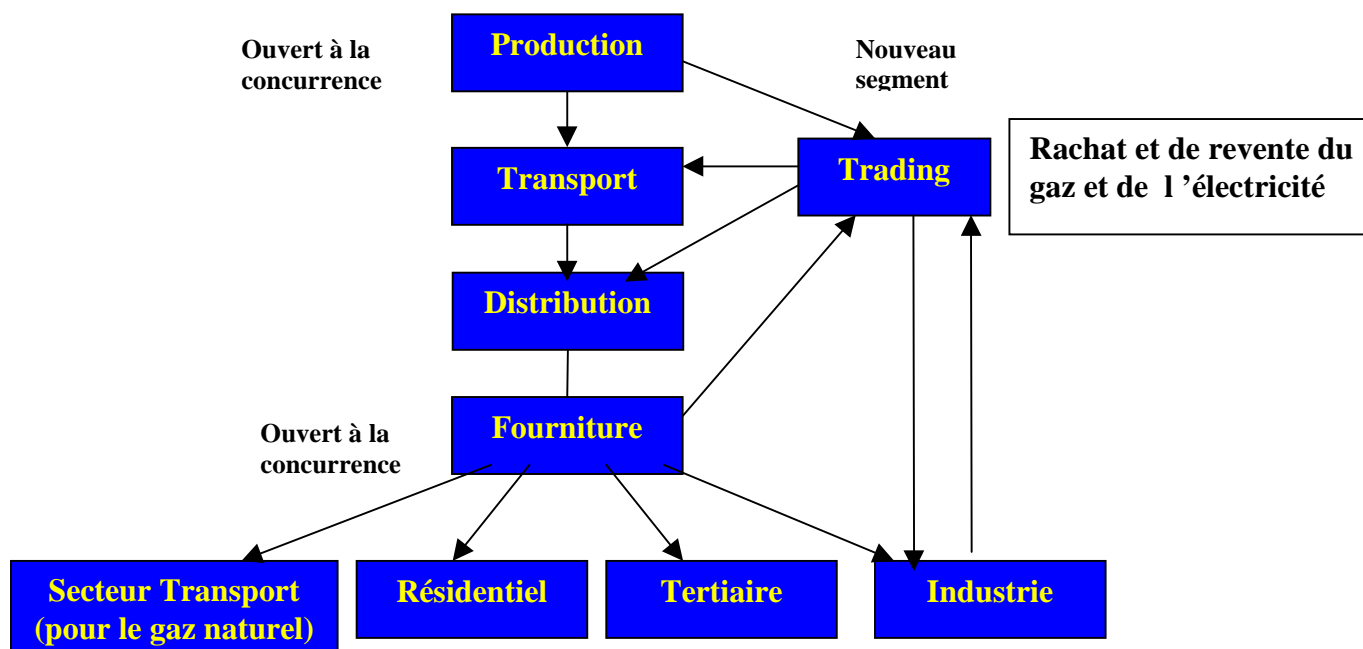 Ouvert à la
concurrence
Production
Nouveau
segment
Transport
Trading
Rachat et de revente du
gaz et de l ’électricité
Distribution
Ouvert à la
concurrence
Fourniture
Secteur Transport
(pour le gaz naturel)
Résidentiel
Tertiaire
Industrie